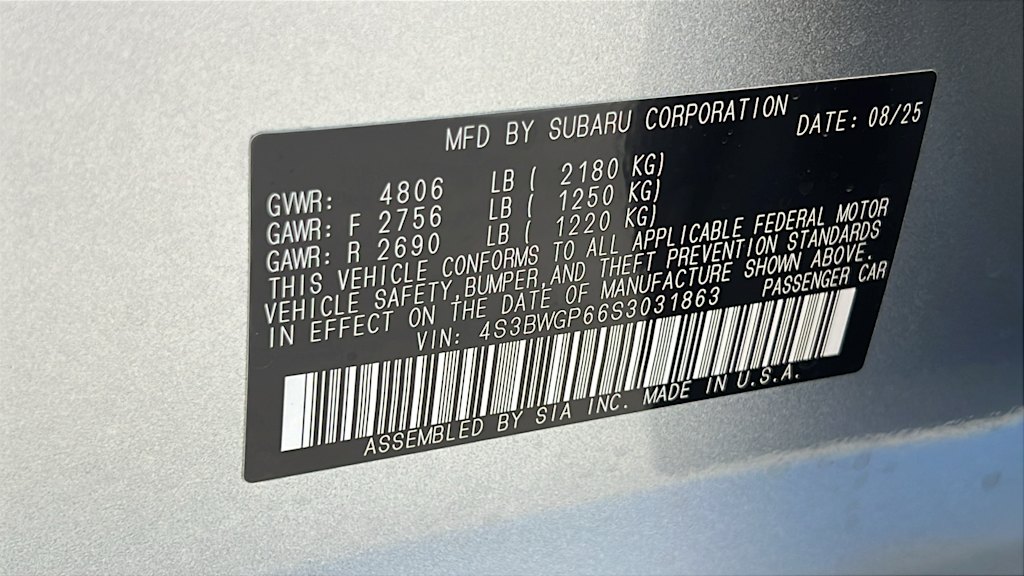 MFD BY SUBARU CORPORATION DATE: 08/25
GVWR: 4806 LB ( 2180 KG)
GAWR: F 2756 LB ( 1250 KG)
GAWR: R 2690 LB ( 1220 KG)
THIS VEHICLE CONFORMS TO ALL APPLICABLE FEDERAL MOTOR
VEHICLE SAFETY,BUMPER,AND THEFT PREVENTION STANDARDS
IN EFFECT ON THE DATE OF MANUFACTURE SHOWN ABOVE.
VIN: 4S3BWGP66S3031863 PASSENGER CAR
ASSEMBLED BY SIA INC. MADE IN U.S.A.